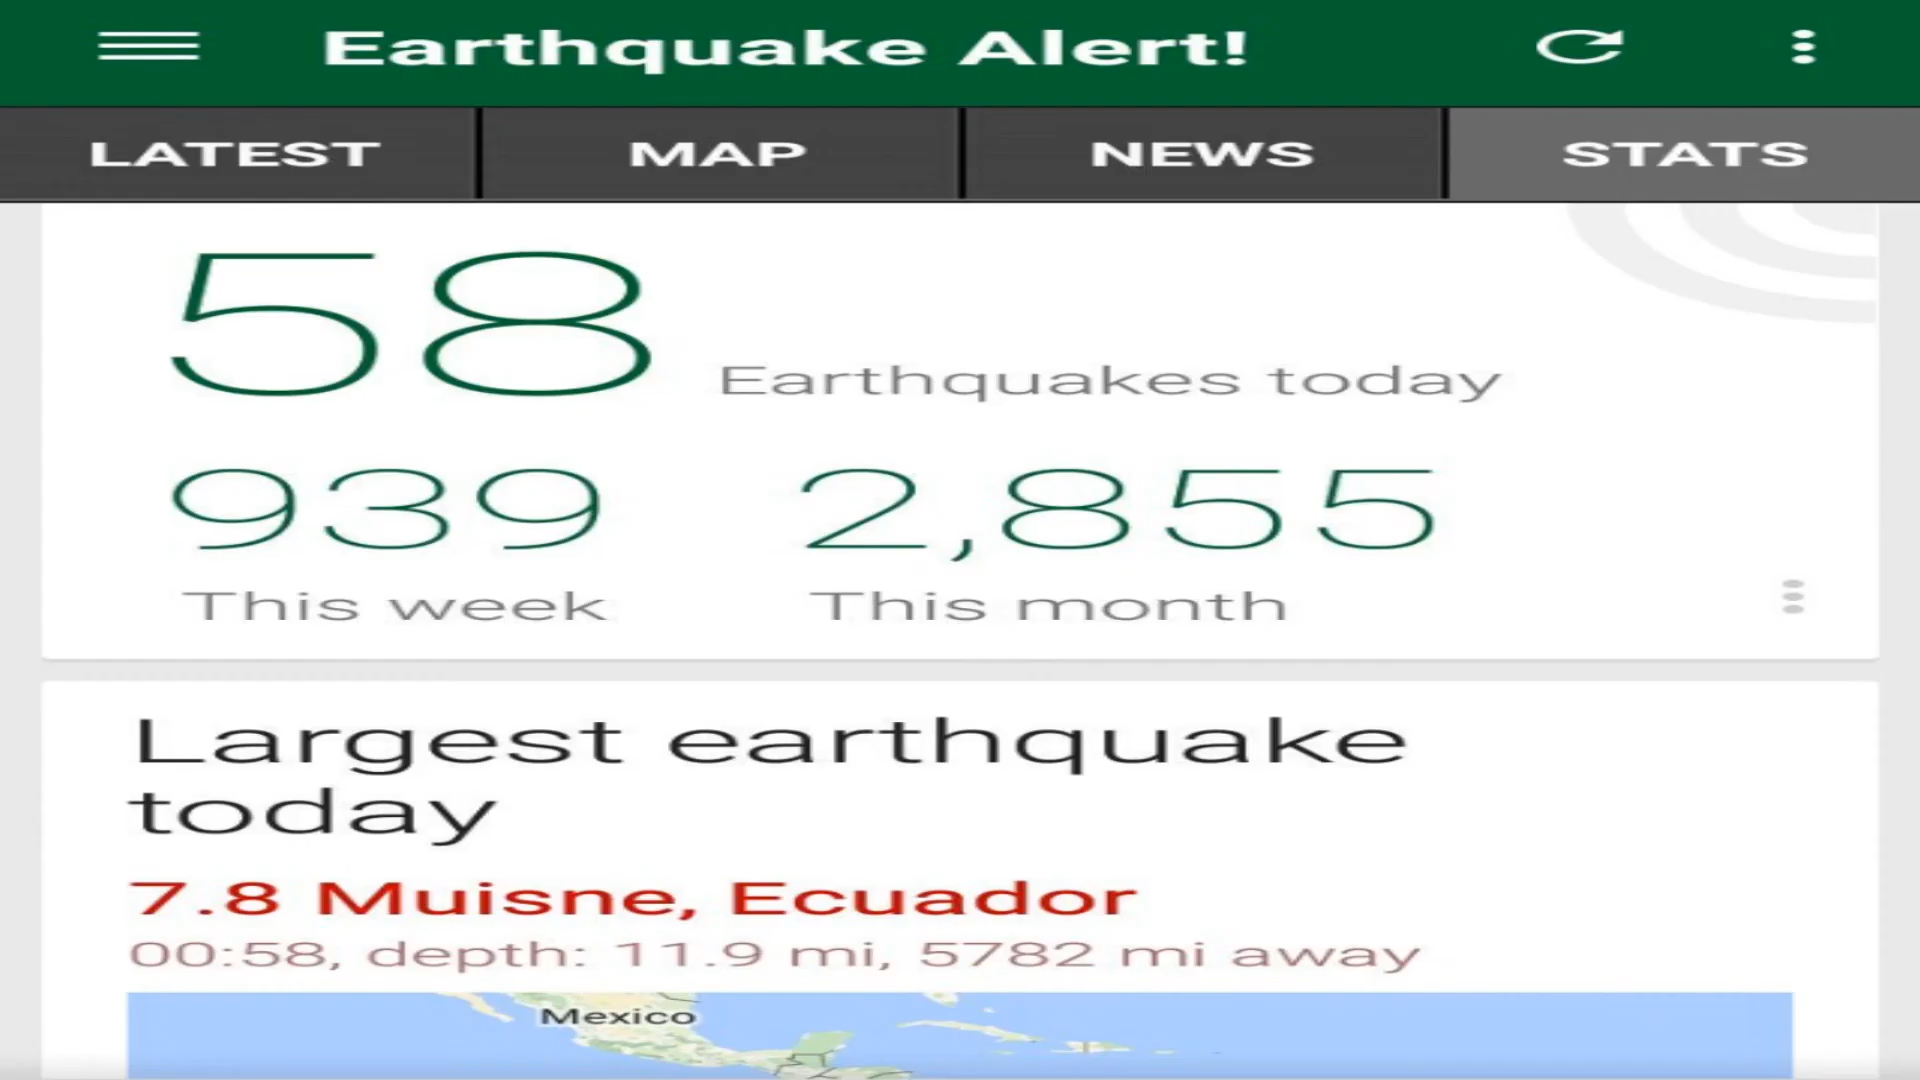 Earthquake Alert!
LATEST MAP NEWS STATS
58 Earthquakes today
939 2,855
This week This month
Largest earthquake
today
7.8 Muisne, Ecuador
00:58, depth: 11.9 mi, 5782 mi away
Mexico